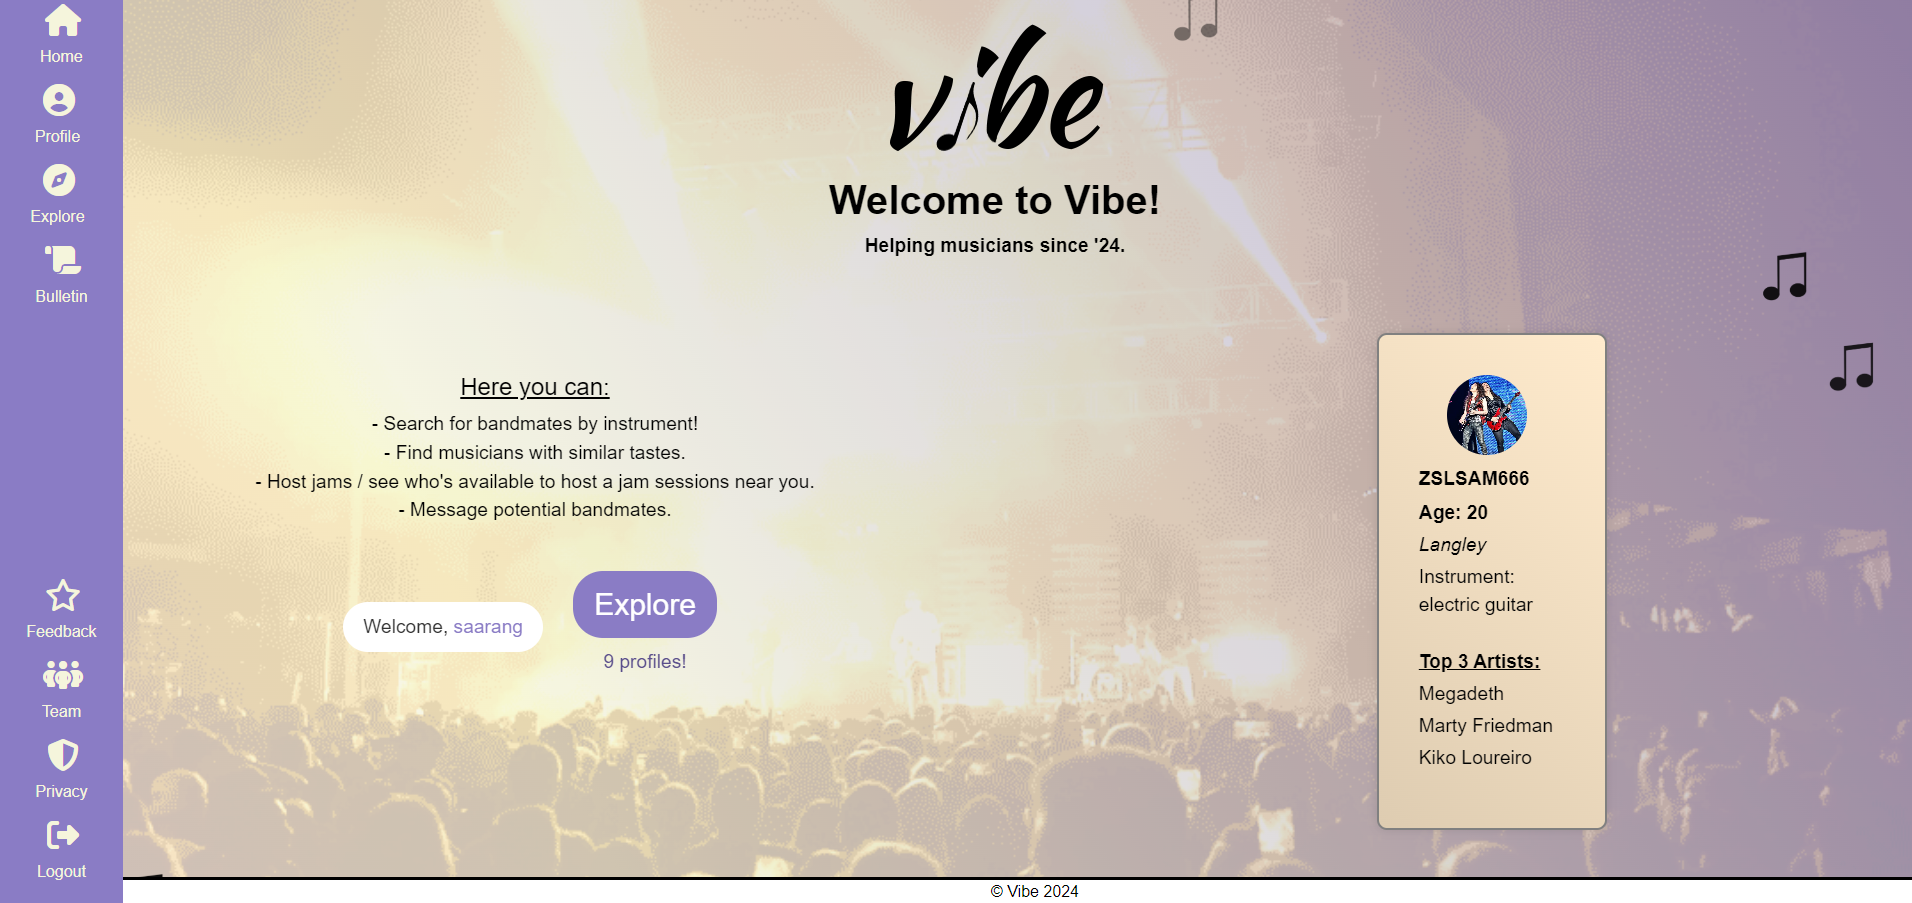 Home
Profile
Explore
Bulletin
Feedback
Team
Privacy
Logout
vibe
Welcome to Vibe!
Helping musicians since '24.
Here you can:
- Search for bandmates by instrument!
- Find musicians with similar tastes.
- Host jams / see who's available to host a jam sessions near you.
- Message potential bandmates.
Welcome, saarang
Explore
9 profiles!
ZSLSAM666
Age: 20
Langley
Instrument:
electric guitar
Top 3 Artists:
Megadeth
Marty Friedman
Kiko Loureiro
© Vibe 2024